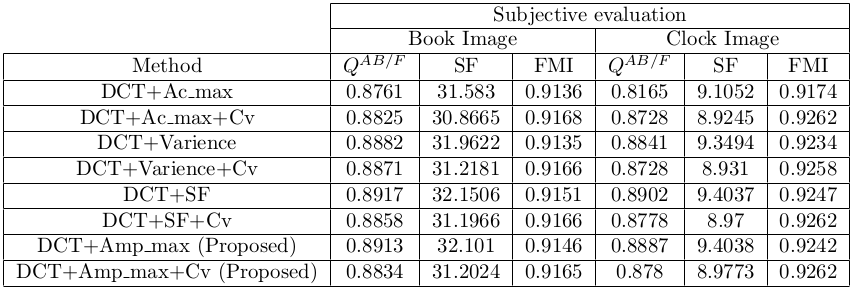 Subjective evaluation
Book Image Clock Image
Method Q^{AB/F} SF FMI Q^{AB/F} SF FMI
DCT+Ac_max 0.8761 31.583 0.9136 0.8165 9.1052 0.9174
DCT+Ac_max+Cv 0.8825 30.8665 0.9168 0.8728 8.9245 0.9262
DCT+Varience 0.8882 31.9622 0.9135 0.8841 9.3494 0.9234
DCT+Varience+Cv 0.8871 31.2181 0.9166 0.8728 8.931 0.9258
DCT+SF 0.8917 32.1506 0.9151 0.8902 9.4037 0.9247
DCT+SF+Cv 0.8858 31.1966 0.9166 0.8778 8.97 0.9262
DCT+Amp_max (Proposed) 0.8913 32.101 0.9146 0.8887 9.4038 0.9242
DCT+Amp_max+Cv (Proposed) 0.8834 31.2024 0.9165 0.878 8.9773 0.9262